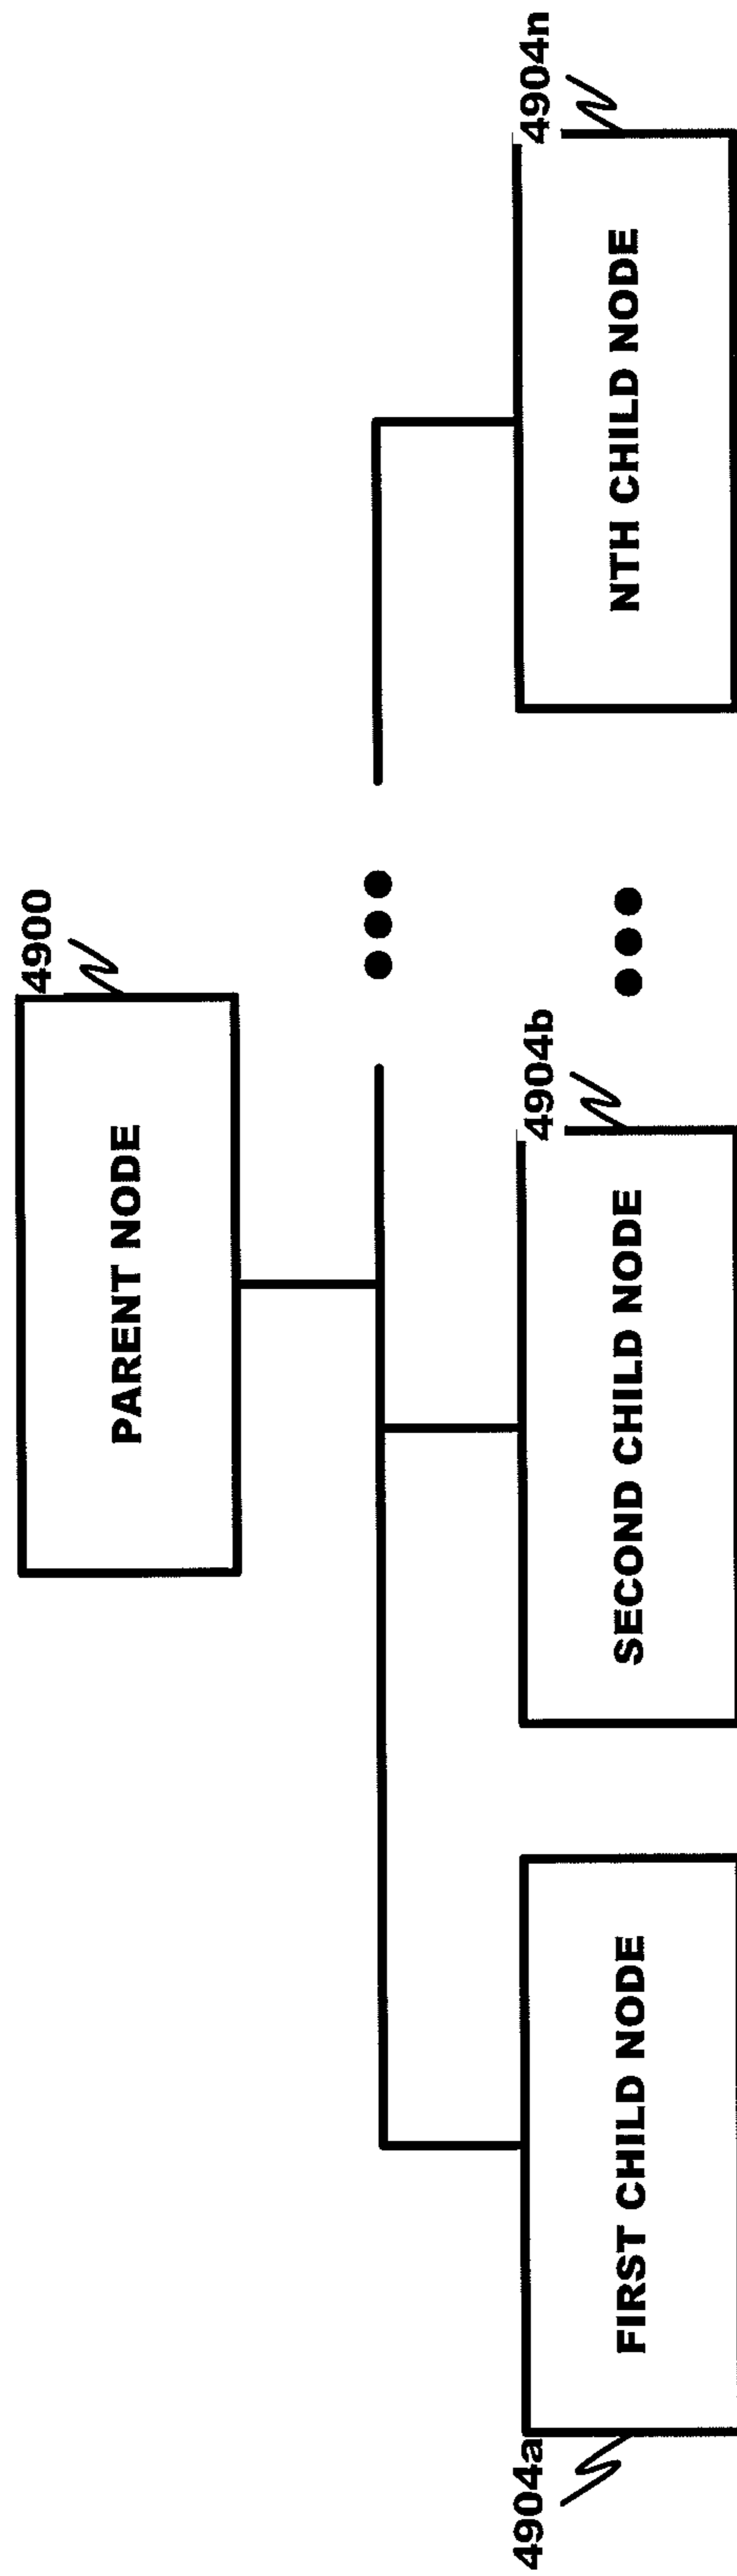 4900
PARENT NODE
4904a
FIRST CHILD NODE
4904b
SECOND CHILD NODE
4904n
NTH CHILD NODE